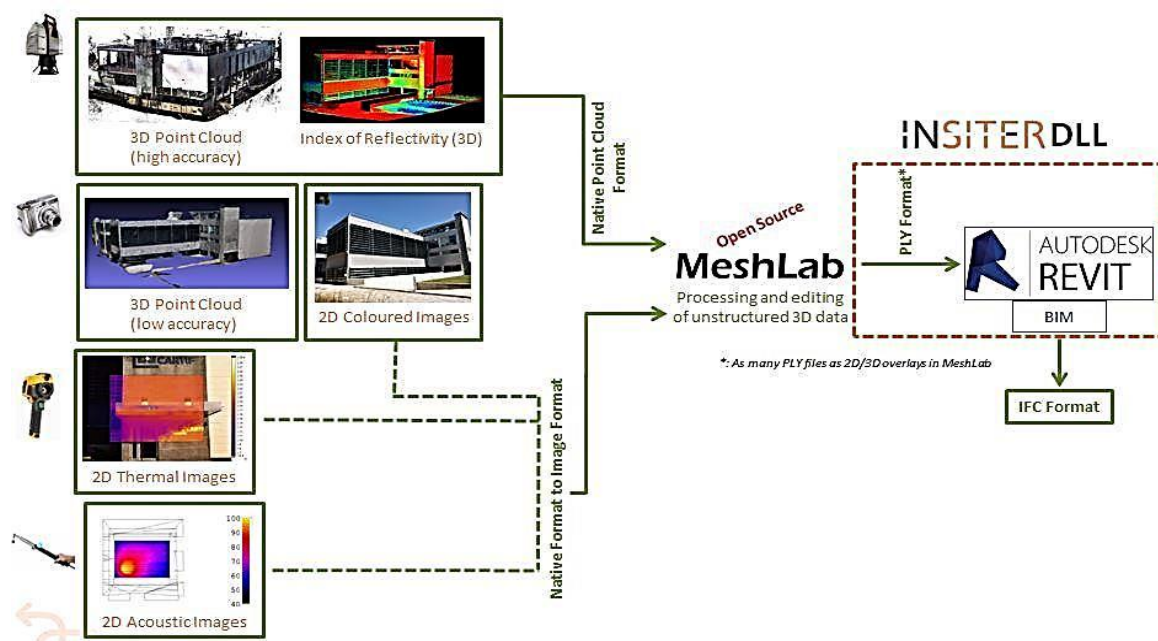 3D Point Cloud
(high accuracy)
Index of Reflectivity (3D)
3D Point Cloud
(low accuracy)
2D Coloured Images
CARTIF
2D Thermal Images
100
90
80
70
60
50
40
2D Acoustic Images
Native Point Cloud
Format
Native Format to Image Format
Open Source
MeshLab
Processing and editing
of unstructured 3D data
*: As many PLY files as 2D/3D overlays in MeshLab
INSITER DLL
PLY Format*
AUTODESK
REVIT
BIM
IFC Format